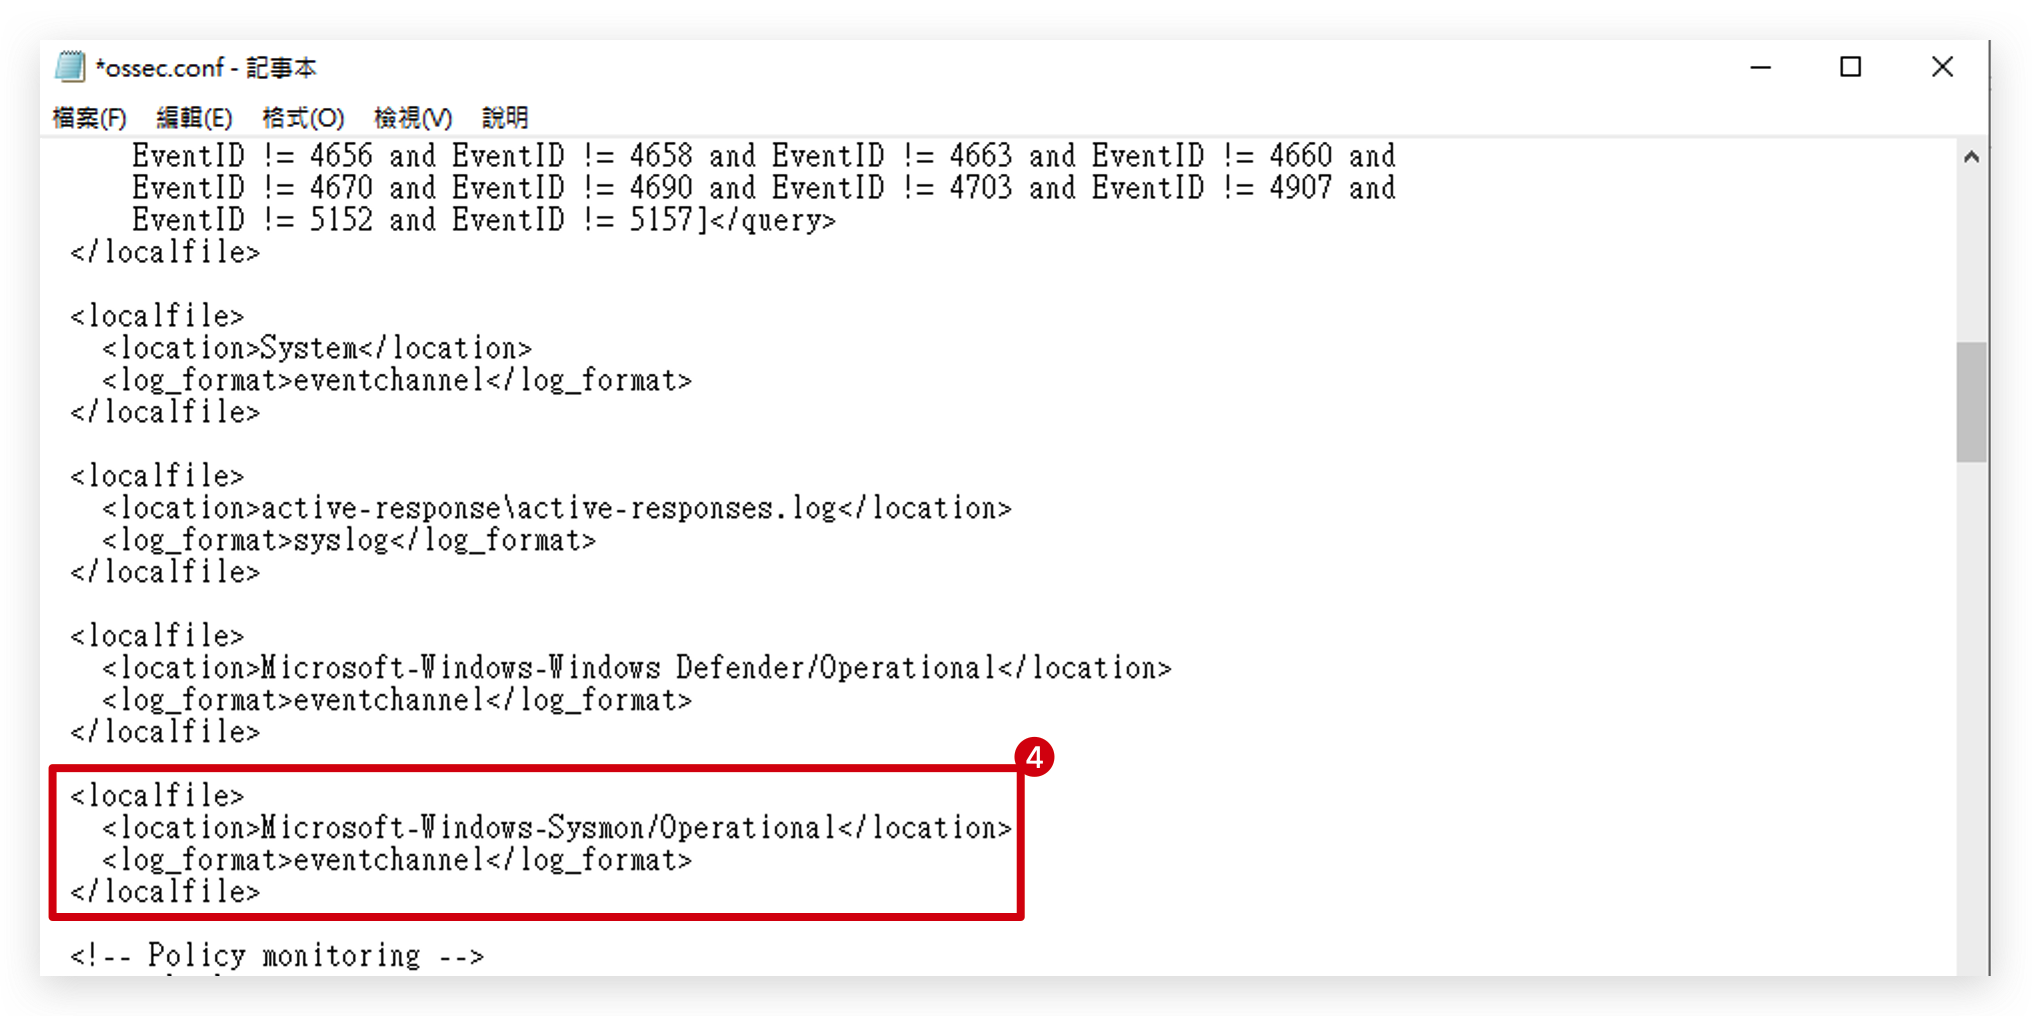 *ossec.conf - 記事本
檔案(F) 編輯(E) 格式(O) 檢視(V) 說明
EventID != 4656 and EventID != 4658 and EventID != 4663 and EventID != 4660 and
EventID != 4670 and EventID != 4690 and EventID != 4703 and EventID != 4907 and
EventID != 5152 and EventID != 5157]</query>
</localfile>
<localfile>
<location>System</location>
<log_format>eventchannel</log_format>
</localfile>
<localfile>
<location>active-response\active-responses.log</location>
<log_format>syslog</log_format>
</localfile>
<localfile>
<location>Microsoft-Windows-Windows Defender/Operational</location>
<log_format>eventchannel</log_format>
</localfile>
4
<localfile>
<location>Microsoft-Windows-Sysmon/Operational</location>
<log_format>eventchannel</log_format>
</localfile>
<!-- Policy monitoring -->